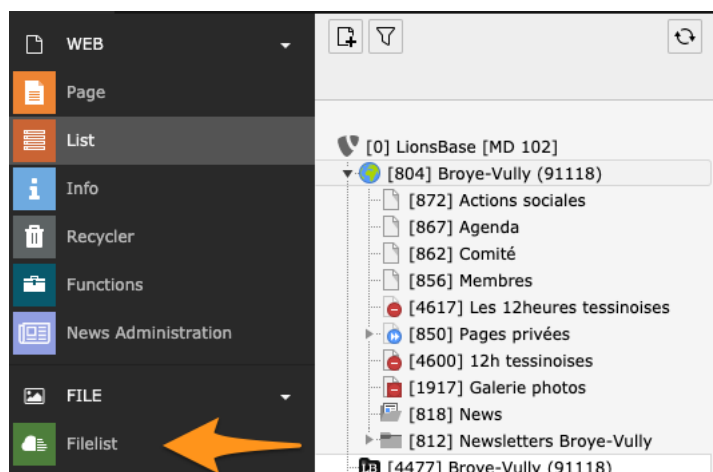 WEB
Page
List
Info
Recycler
Functions
News Administration
FILE
Filelist
[0] LionsBase [MD 102]
[804] Broye-Vully (91118)
[872] Actions sociales
[867] Agenda
[862] Comité
[856] Membres
[4617] Les 12heures tessinoises
[850] Pages privées
[4600] 12h tessinoises
[1917] Galerie photos
[818] News
[812] Newsletters Broye-Vully
LB [4477] Broye-Vully (91118)